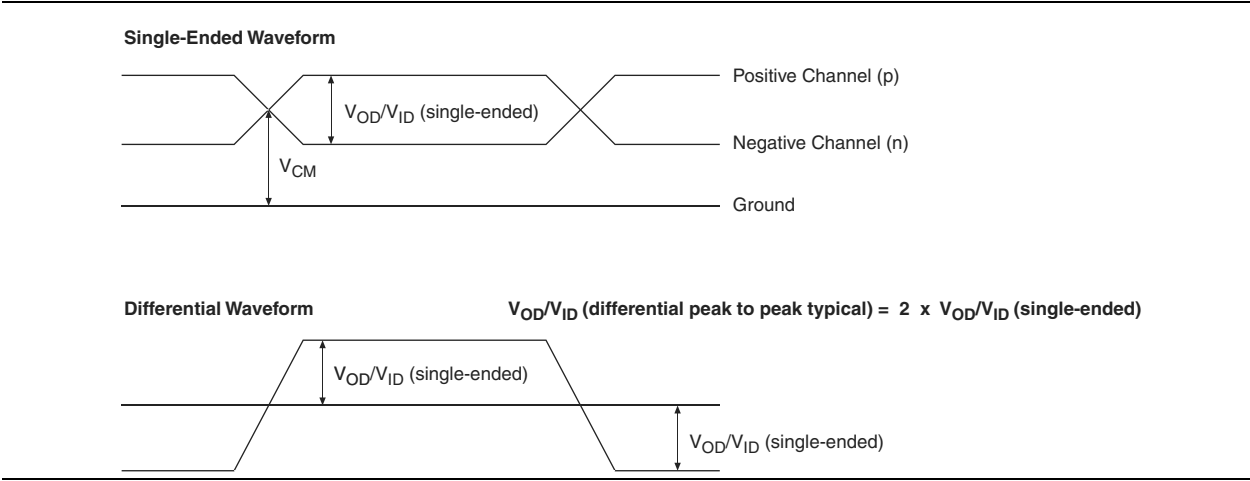 Single-Ended Waveform
Positive Channel (p)
VOD/VID (single-ended)
Negative Channel (n)
VCM
Ground
Differential Waveform
VOD/VID (differential peak to peak typical) = 2 x VOD/VID (single-ended)
VOD/VID (single-ended)
VOD/VID (single-ended)